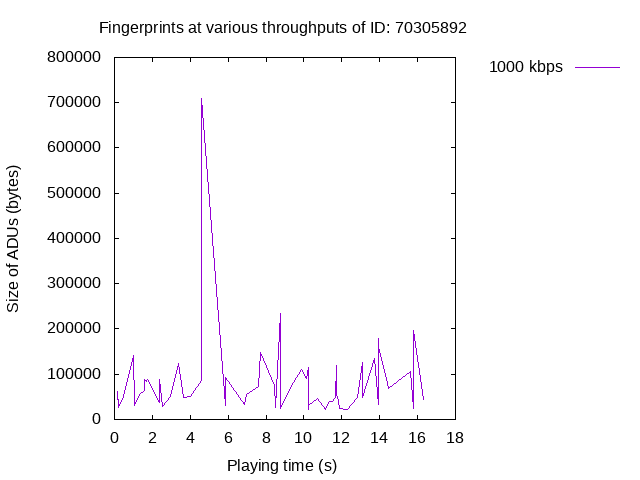 Fingerprints at various throughputs of ID: 70305892
800000
700000
600000
500000
400000
300000
200000
100000
0
0 2 4 6 8 10 12 14 16 18
Playing time (s)
Size of ADUs (bytes)
1000 kbps